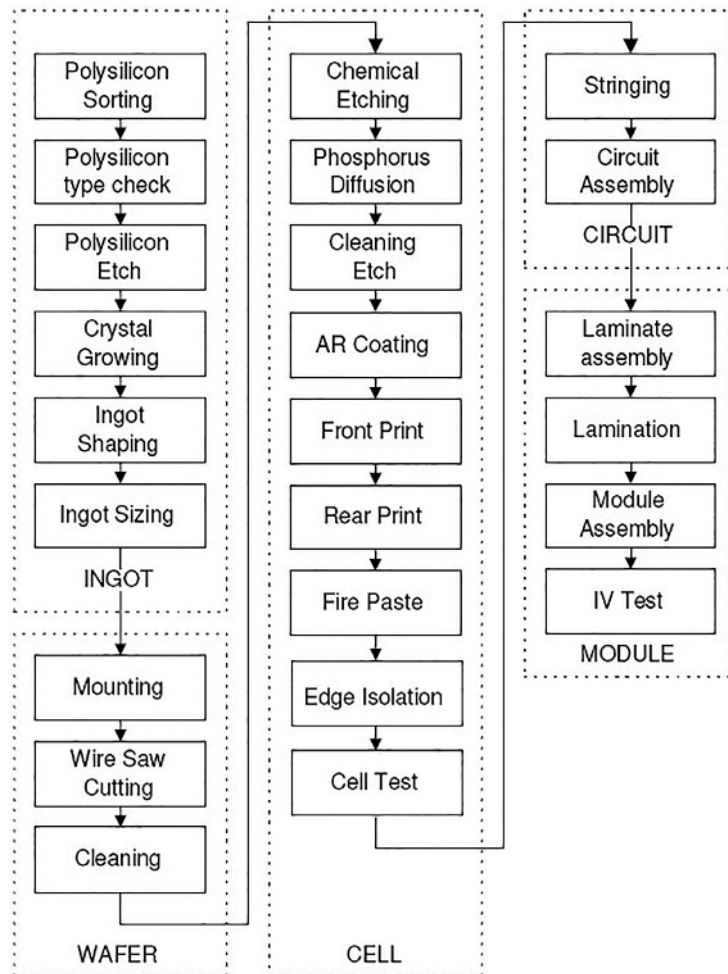 Polysilicon
Sorting
Polysilicon
type check
Polysilicon
Etch
Crystal
Growing
Ingot
Shaping
Ingot Sizing
INGOT
Mounting
Wire Saw
Cutting
Cleaning
WAFER
Chemical
Etching
Phosphorus
Diffusion
Cleaning
Etch
AR Coating
Front Print
Rear Print
Fire Paste
Edge Isolation
Cell Test
CELL
Stringing
Circuit
Assembly
CIRCUIT
Laminate
assembly
Lamination
Module
Assembly
IV Test
MODULE